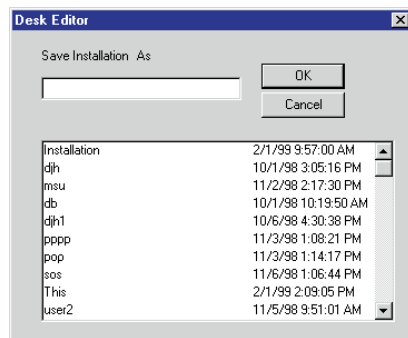 Desk Editor
Save Installation As
OK
Cancel
Installation 2/1/99 9:57:00 AM
djh 10/1/98 3:05:16 PM
msu 11/2/98 2:17:30 PM
db 10/1/98 10:19:50 AM
djh1 10/6/98 4:30:38 PM
pppp 11/3/98 1:08:21 PM
pop 11/3/98 1:14:17 PM
sos 11/6/98 1:06:44 PM
This 2/1/99 2:09:05 PM
user2 11/5/98 9:51:01 AM